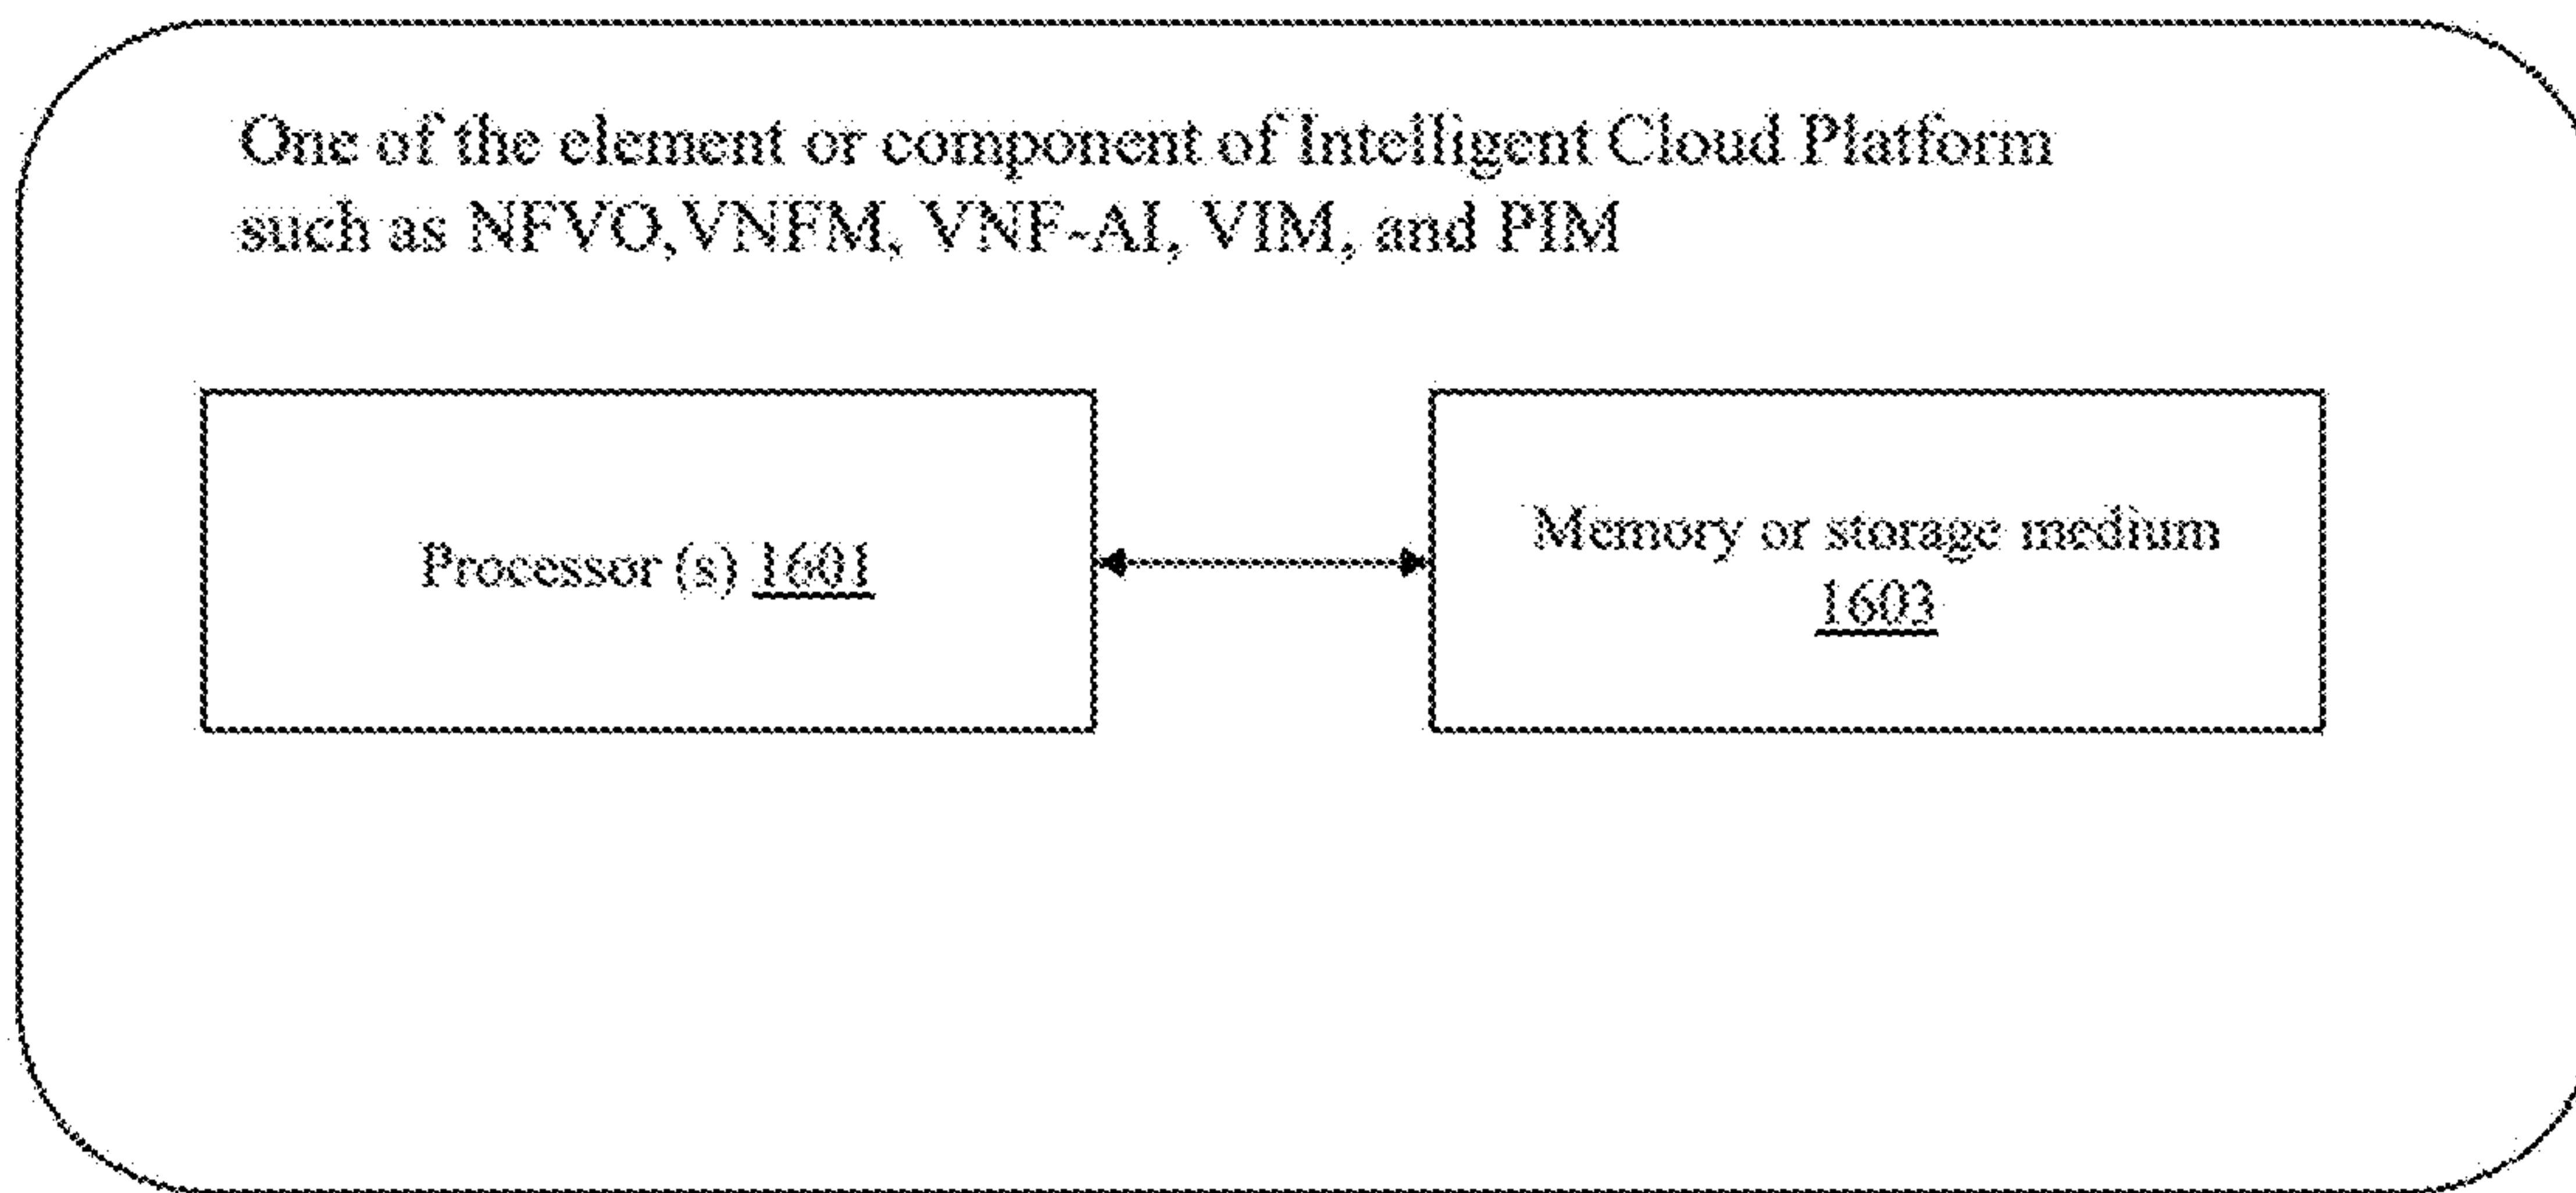 One of the element or component of Intelligent Cloud Platform
such as NFVO,VNFM, VNF-AI, VIM, and PIM
Processor (s) 1601
Memory or storage medium
1603